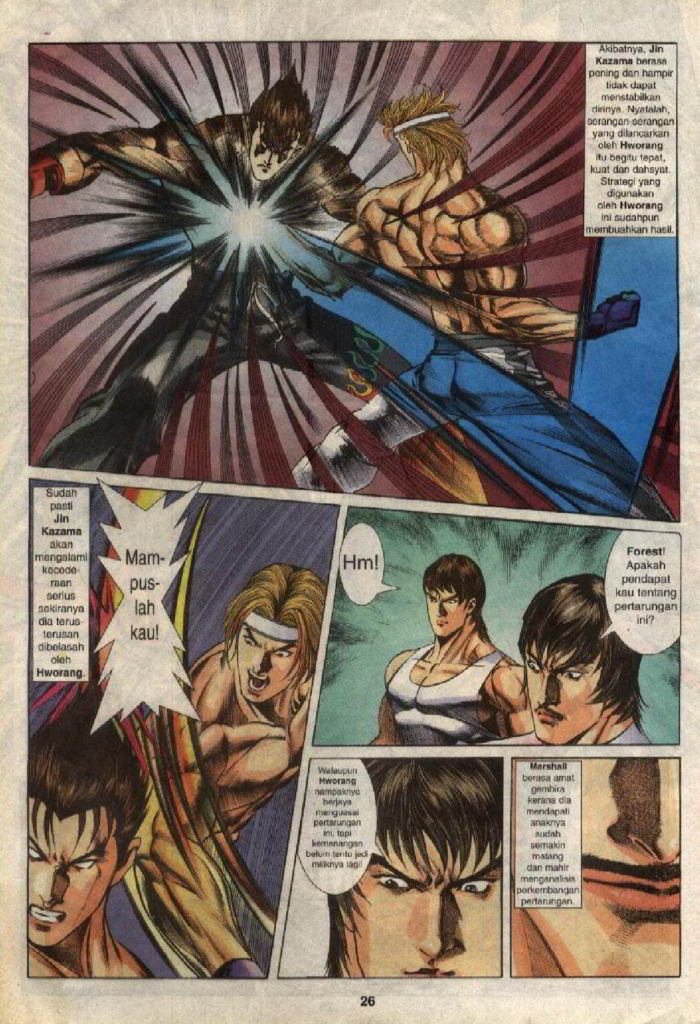 Akibatnya, Jin
Kazama berasa
pening dan hampir
tidak dapat
menstabilkan
dirinya. Nyatalah,
serangan-serangan
yang dilancarkan
oleh Hworang
itu begitu tepat,
kuat dan dahsyat.
Strategi yang
digunakan
oleh Hworang
ini sudahpun
membuahkan hasil.
Sudah
pasti
Jin
Kazama
akan
mengalami
kecede-
raan
serius
sekiranya
dia terus-
terusan
dibelasah
oleh
Hworang.
Mam-
pus-
lah
kau!
Hm!
Forest!
Apakah
pendapat
kau tentang
pertarungan
ini?
Walaupun
Hworang
nampaknya
berjaya
menguasai
pertarungan
ini, tapi
kemenangan
belum tentu jadi
miliknya lagi!
Marshall
berasa amat
gembira
kerana dia
mendapati
anaknya
sudah
semakin
matang
dan mahir
menganalisis
perkembangan
pertarungan.
26